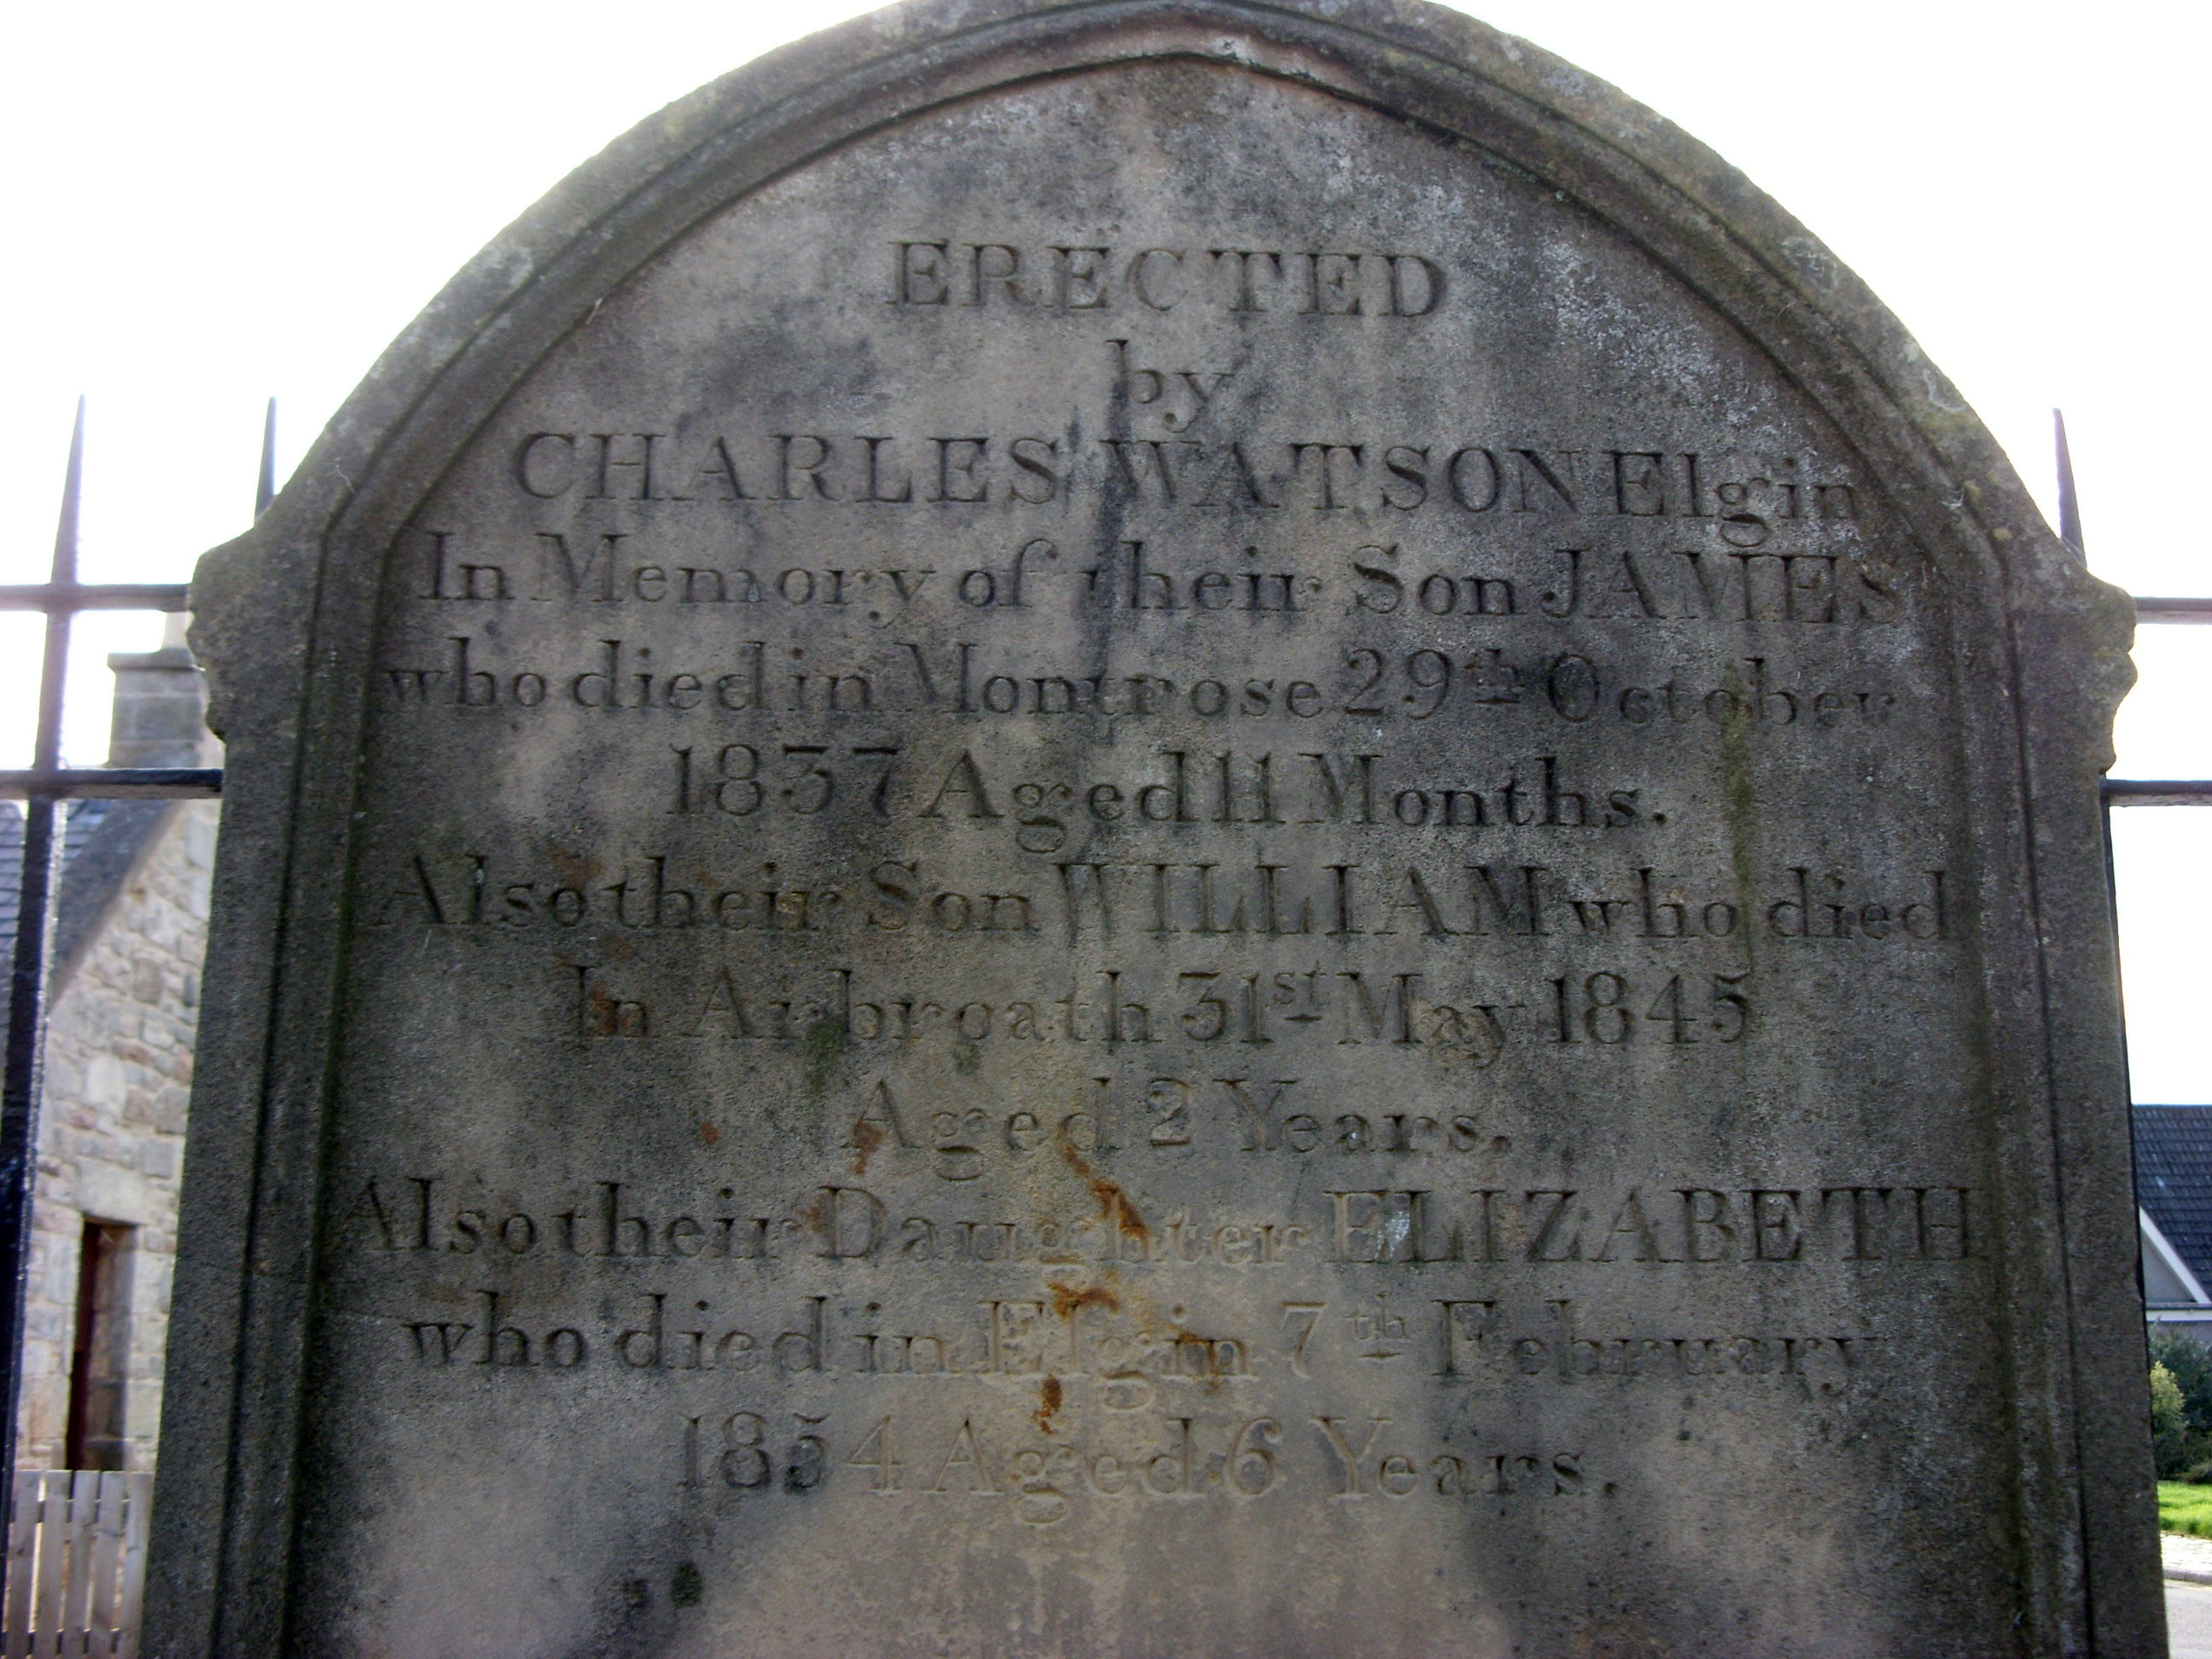 ERECTED
by
CHARLES WATSON Elgin
In Memory of their Son JAMES
who died in Montrose 29th October
1837 Aged 11 Months.
Also their Son WILLIAM who died
In Arbroath 31st May 1845
Aged 2 Years.
Also their Daughter ELIZABETH
who died in Elgin 7th February
1854 Aged 6 Years.